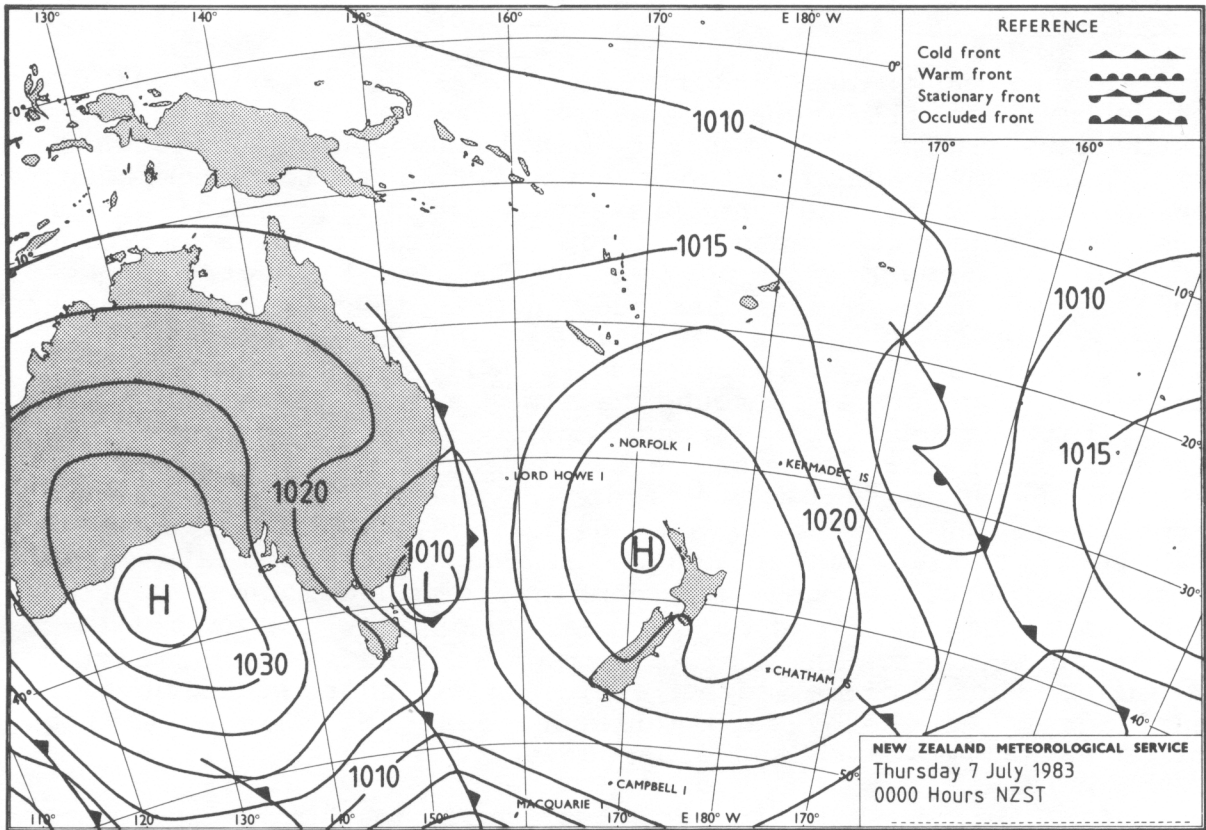 130°
140°
150°
160°
170°
E 180° W
REFERENCE
Cold front
Warm front
Stationary front
Occluded front
0°
0°
1010
170°
160°
1015
10°
1010
10°
20°
NORFOLK I
1015
LORD HOWE I
KERMADEC IS
1020
1020
1010
H
L
H
30°
1030
CHATHAM IS
40°
40°
NEW ZEALAND METEOROLOGICAL SERVICE
Thursday 7 July 1983
0000 Hours NZST
50°
1010
CAMPBELL I
MACQUARIE I
110°
120°
130°
140°
150°
170°
E 180° W